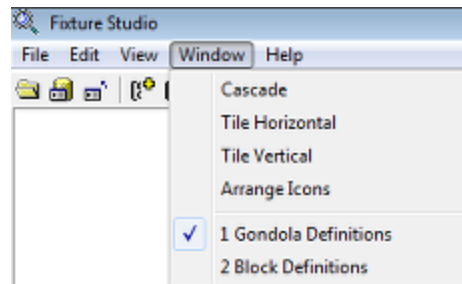 Fixture Studio
File Edit View Window Help
Cascade
Tile Horizontal
Tile Vertical
Arrange Icons
1 Gondola Definitions
2 Block Definitions